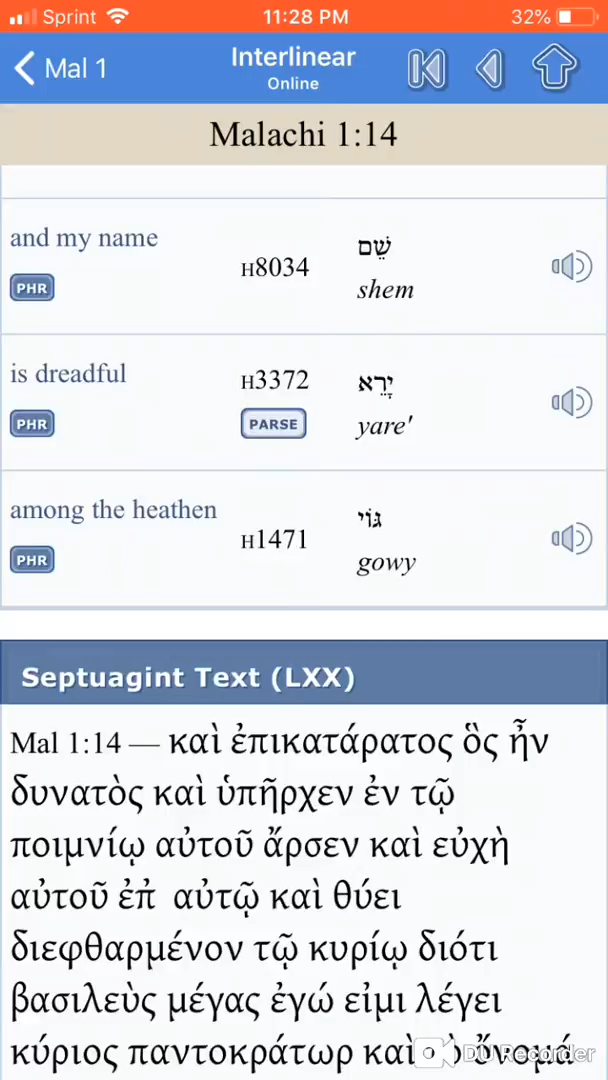 Sprint 11:28 PM 32%
Mal 1 Interlinear
Online
Malachi 1:14
and my name
PHR
H8034
שֵׁם
shem
is dreadful
PHR
H3372
PARSE
יָרֵא
yare'
among the heathen
PHR
H1471
גּוֹי
gowy
Septuagint Text (LXX)
Mal 1:14 — καὶ ἐπικατάρατος ὃς ἦν
δυνατὸς καὶ ὑπῆρχεν ἐν τῷ
ποιμνίῳ αὐτοῦ ἄρσεν καὶ εὐχὴ
αὐτοῦ ἐπ̓ αὐτῷ καὶ θύει
διεφθαρμένον τῷ κυρίῳ διότι
βασιλεὺς μέγας ἐγώ εἰμι λέγει
κύριος παντοκράτωρ καὶ ὄνομά
DU Recorder